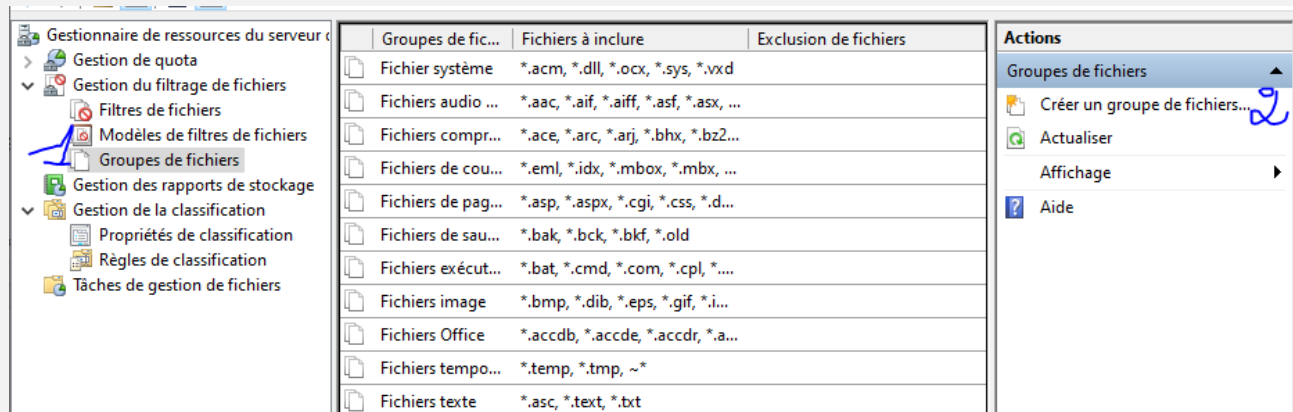 Gestionnaire de ressources du serveur
Gestion de quota
Gestion du filtrage de fichiers
Filtres de fichiers
Modèles de filtres de fichiers
Groupes de fichiers
Gestion des rapports de stockage
Gestion de la classification
Propriétés de classification
Règles de classification
Tâches de gestion de fichiers
Groupes de fic... Fichiers à inclure Exclusion de fichiers
Fichier système *.acm, *.dll, *.ocx, *.sys, *.vxd
Fichiers audio ... *.aac, *.aif, *.aiff, *.asf, *.asx, ...
Fichiers compr... *.ace, *.arc, *.arj, *.bhx, *.bz2...
Fichiers de cou... *.eml, *.idx, *.mbox, *.mbx, ...
Fichiers de pag... *.asp, *.aspx, *.cgi, *.css, *.d...
Fichiers de sau... *.bak, *.bck, *.bkf, *.old
Fichiers exécut... *.bat, *.cmd, *.com, *.cpl, *....
Fichiers image *.bmp, *.dib, *.eps, *.gif, *.i...
Fichiers Office *.accdb, *.accde, *.accdr, *.a...
Fichiers tempo... *.temp, *.tmp, ~*
Fichiers texte *.asc, *.text, *.txt
Actions
Groupes de fichiers
Créer un groupe de fichiers... 2
Actualiser
Affichage
Aide